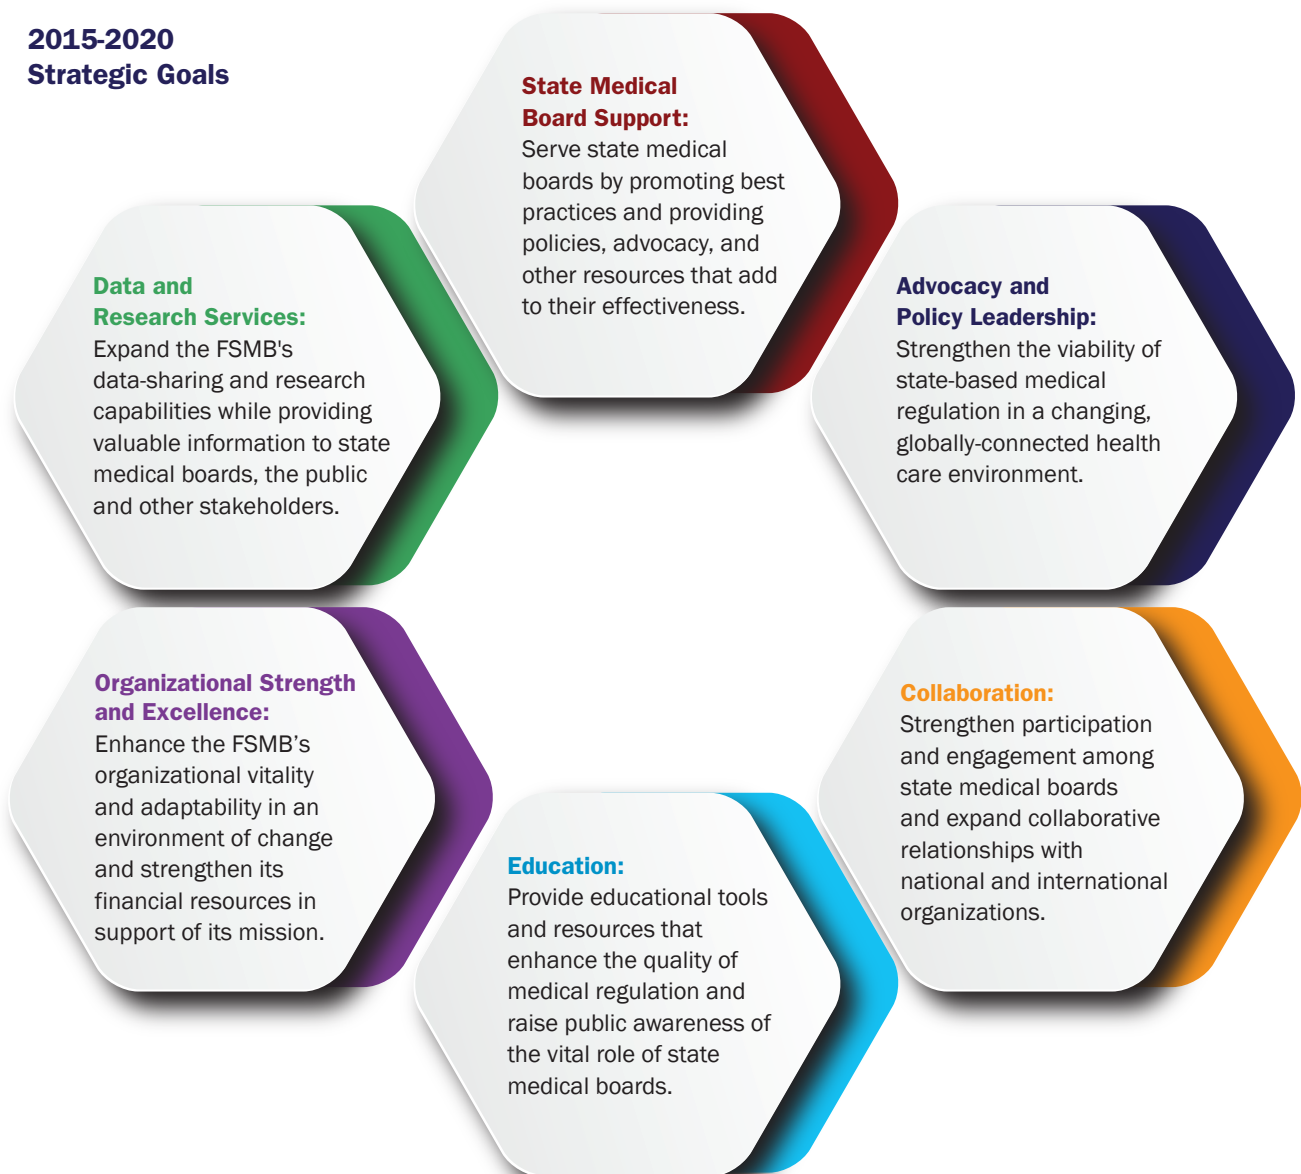 2015-2020
Strategic Goals
State Medical
Board Support:
Serve state medical
boards by promoting best
practices and providing
policies, advocacy, and
other resources that add
to their effectiveness.
Data and
Research Services:
Expand the FSMB's
data-sharing and research
capabilities while providing
valuable information to state
medical boards, the public
and other stakeholders.
Advocacy and
Policy Leadership:
Strengthen the viability of
state-based medical
regulation in a changing,
globally-connected health
care environment.
Organizational Strength
and Excellence:
Enhance the FSMB’s
organizational vitality
and adaptability in an
environment of change
and strengthen its
financial resources in
support of its mission.
Collaboration:
Strengthen participation
and engagement among
state medical boards
and expand collaborative
relationships with
national and international
organizations.
Education:
Provide educational tools
and resources that
enhance the quality of
medical regulation and
raise public awareness of
the vital role of state
medical boards.